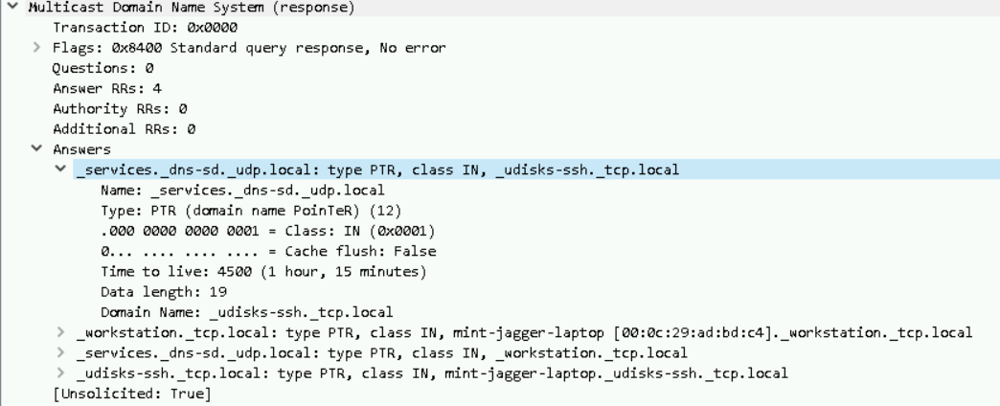 Multicast Domain Name System (response)
Transaction ID: 0x0000
Flags: 0x8400 Standard query response, No error
Questions: 0
Answer RRs: 4
Authority RRs: 0
Additional RRs: 0
Answers
_services._dns-sd._udp.local: type PTR, class IN, _udisks-ssh._tcp.local
Name: _services._dns-sd._udp.local
Type: PTR (domain name PoinTeR) (12)
.000 0000 0000 0001 = Class: IN (0x0001)
0... .... .... .... = Cache flush: False
Time to live: 4500 (1 hour, 15 minutes)
Data length: 19
Domain Name: _udisks-ssh._tcp.local
_workstation._tcp.local: type PTR, class IN, mint-jagger-laptop [00:0c:29:ad:bd:c4]._workstation._tcp.local
_services._dns-sd._udp.local: type PTR, class IN, _workstation._tcp.local
_udisks-ssh._tcp.local: type PTR, class IN, mint-jagger-laptop._udisks-ssh._tcp.local
[Unsolicited: True]